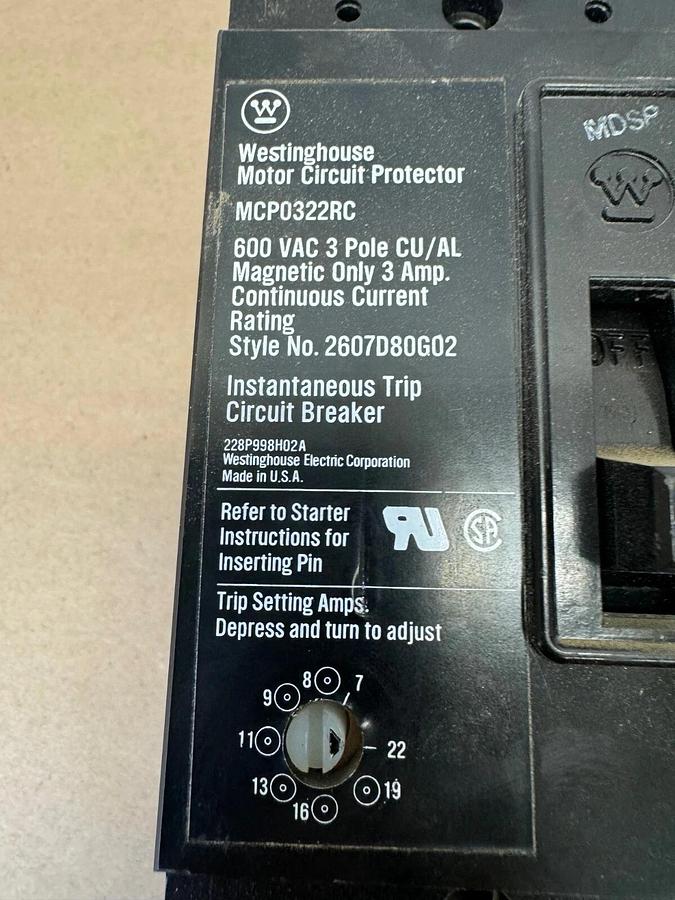 W
Westinghouse
Motor Circuit Protector
MCP0322RC
600 VAC 3 Pole CU/AL
Magnetic Only 3 Amp.
Continuous Current
Rating
Style No. 2607D80G02
Instantaneous Trip
Circuit Breaker
228P998H02A
Westinghouse Electric Corporation
Made in U.S.A.
Refer to Starter
Instructions for
Inserting Pin
RU SA
Trip Setting Amps.
Depress and turn to adjust
8 7
9
11 22
13 19
16
MDSP
W
OFF